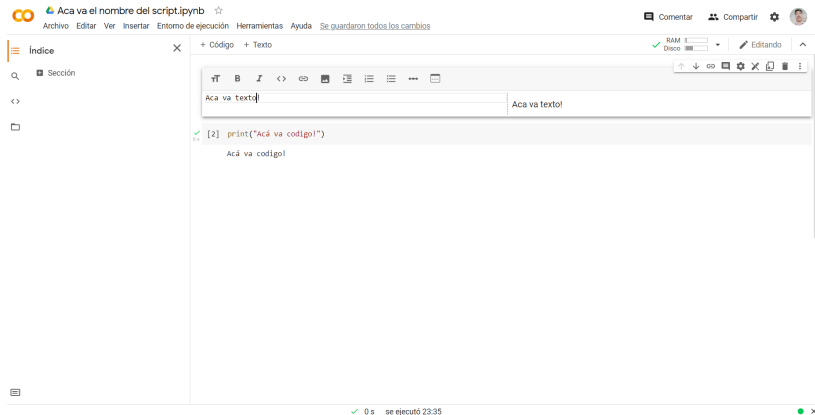 Aca va el nombre del script.ipynb
Archivo Editar Ver Insertar Entorno de ejecución Herramientas Ayuda Se guardaron todos los cambios
Comentar Compartir
Índice
+ Código + Texto
RAM
Disco
Editando
Sección
Aca va texto!
Aca va texto!
[2] print("Acá va codigo!")
Acá va codigo!
0 s se ejecutó 23:35